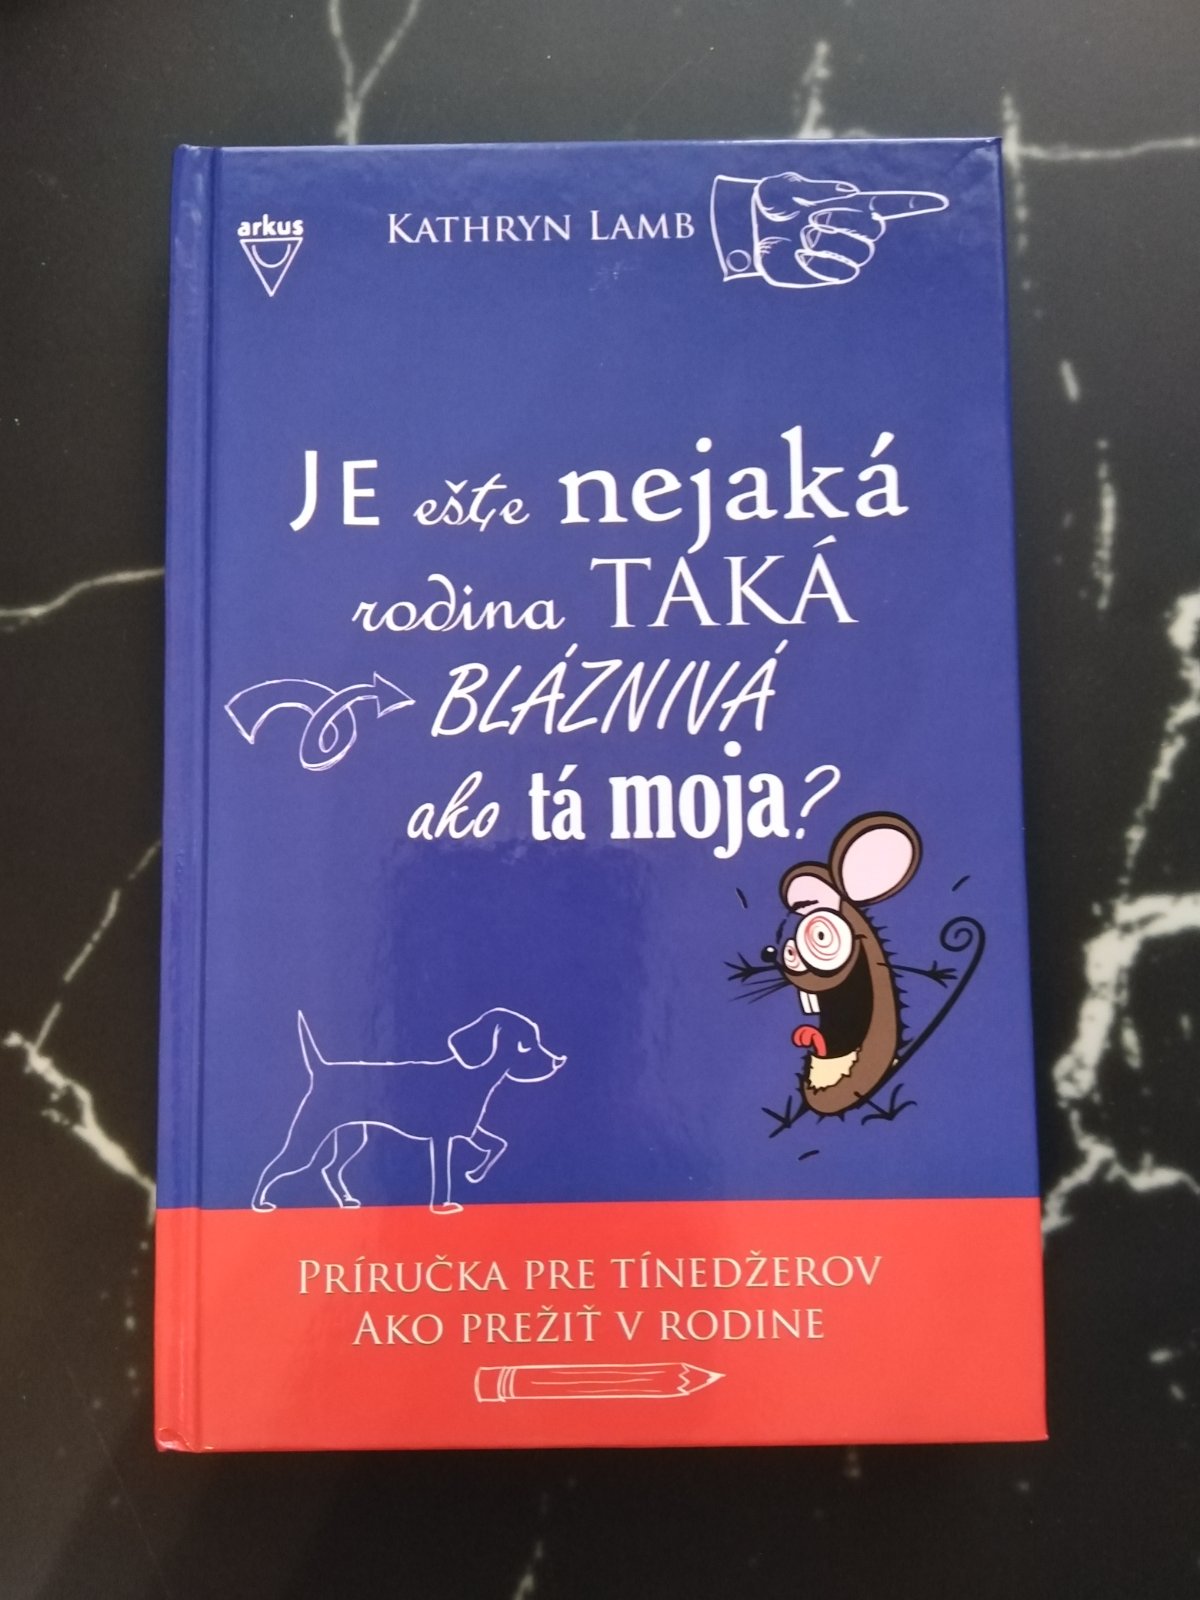 arkus
KATHRYN LAMB
JE ešte nejaká
rodina TAKÁ
BLÁZNIVÁ
ako tá moja?
PRÍRUČKA PRE TÍNEDŽEROV
AKO PREŽIŤ V RODINE